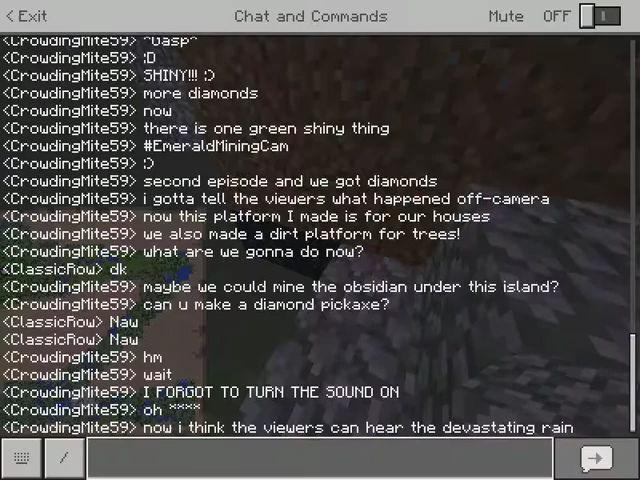 < Exit Chat and Commands Mute OFF
<CrowdingMite59> *Gasp*
<CrowdingMite59> :D
<CrowdingMite59> SHINY!!! :)
<CrowdingMite59> more diamonds
<CrowdingMite59> now
<CrowdingMite59> there is one green shiny thing
<CrowdingMite59> #EmeraldMiningCam
<CrowdingMite59> :)
<CrowdingMite59> second episode and we got diamonds
<CrowdingMite59> i gotta tell the viewers what happened off-camera
<CrowdingMite59> now this platform I made is for our houses
<CrowdingMite59> we also made a dirt platform for trees!
<CrowdingMite59> what are we gonna do now?
<ClassicRow> dk
<CrowdingMite59> maybe we could mine the obsidian under this island?
<CrowdingMite59> can u make a diamond pickaxe?
<ClassicRow> Naw
<ClassicRow> Naw
<CrowdingMite59> hm
<CrowdingMite59> wait
<CrowdingMite59> I FORGOT TO TURN THE SOUND ON
<CrowdingMite59> oh ****
<CrowdingMite59> now i think the viewers can hear the devastating rain
/